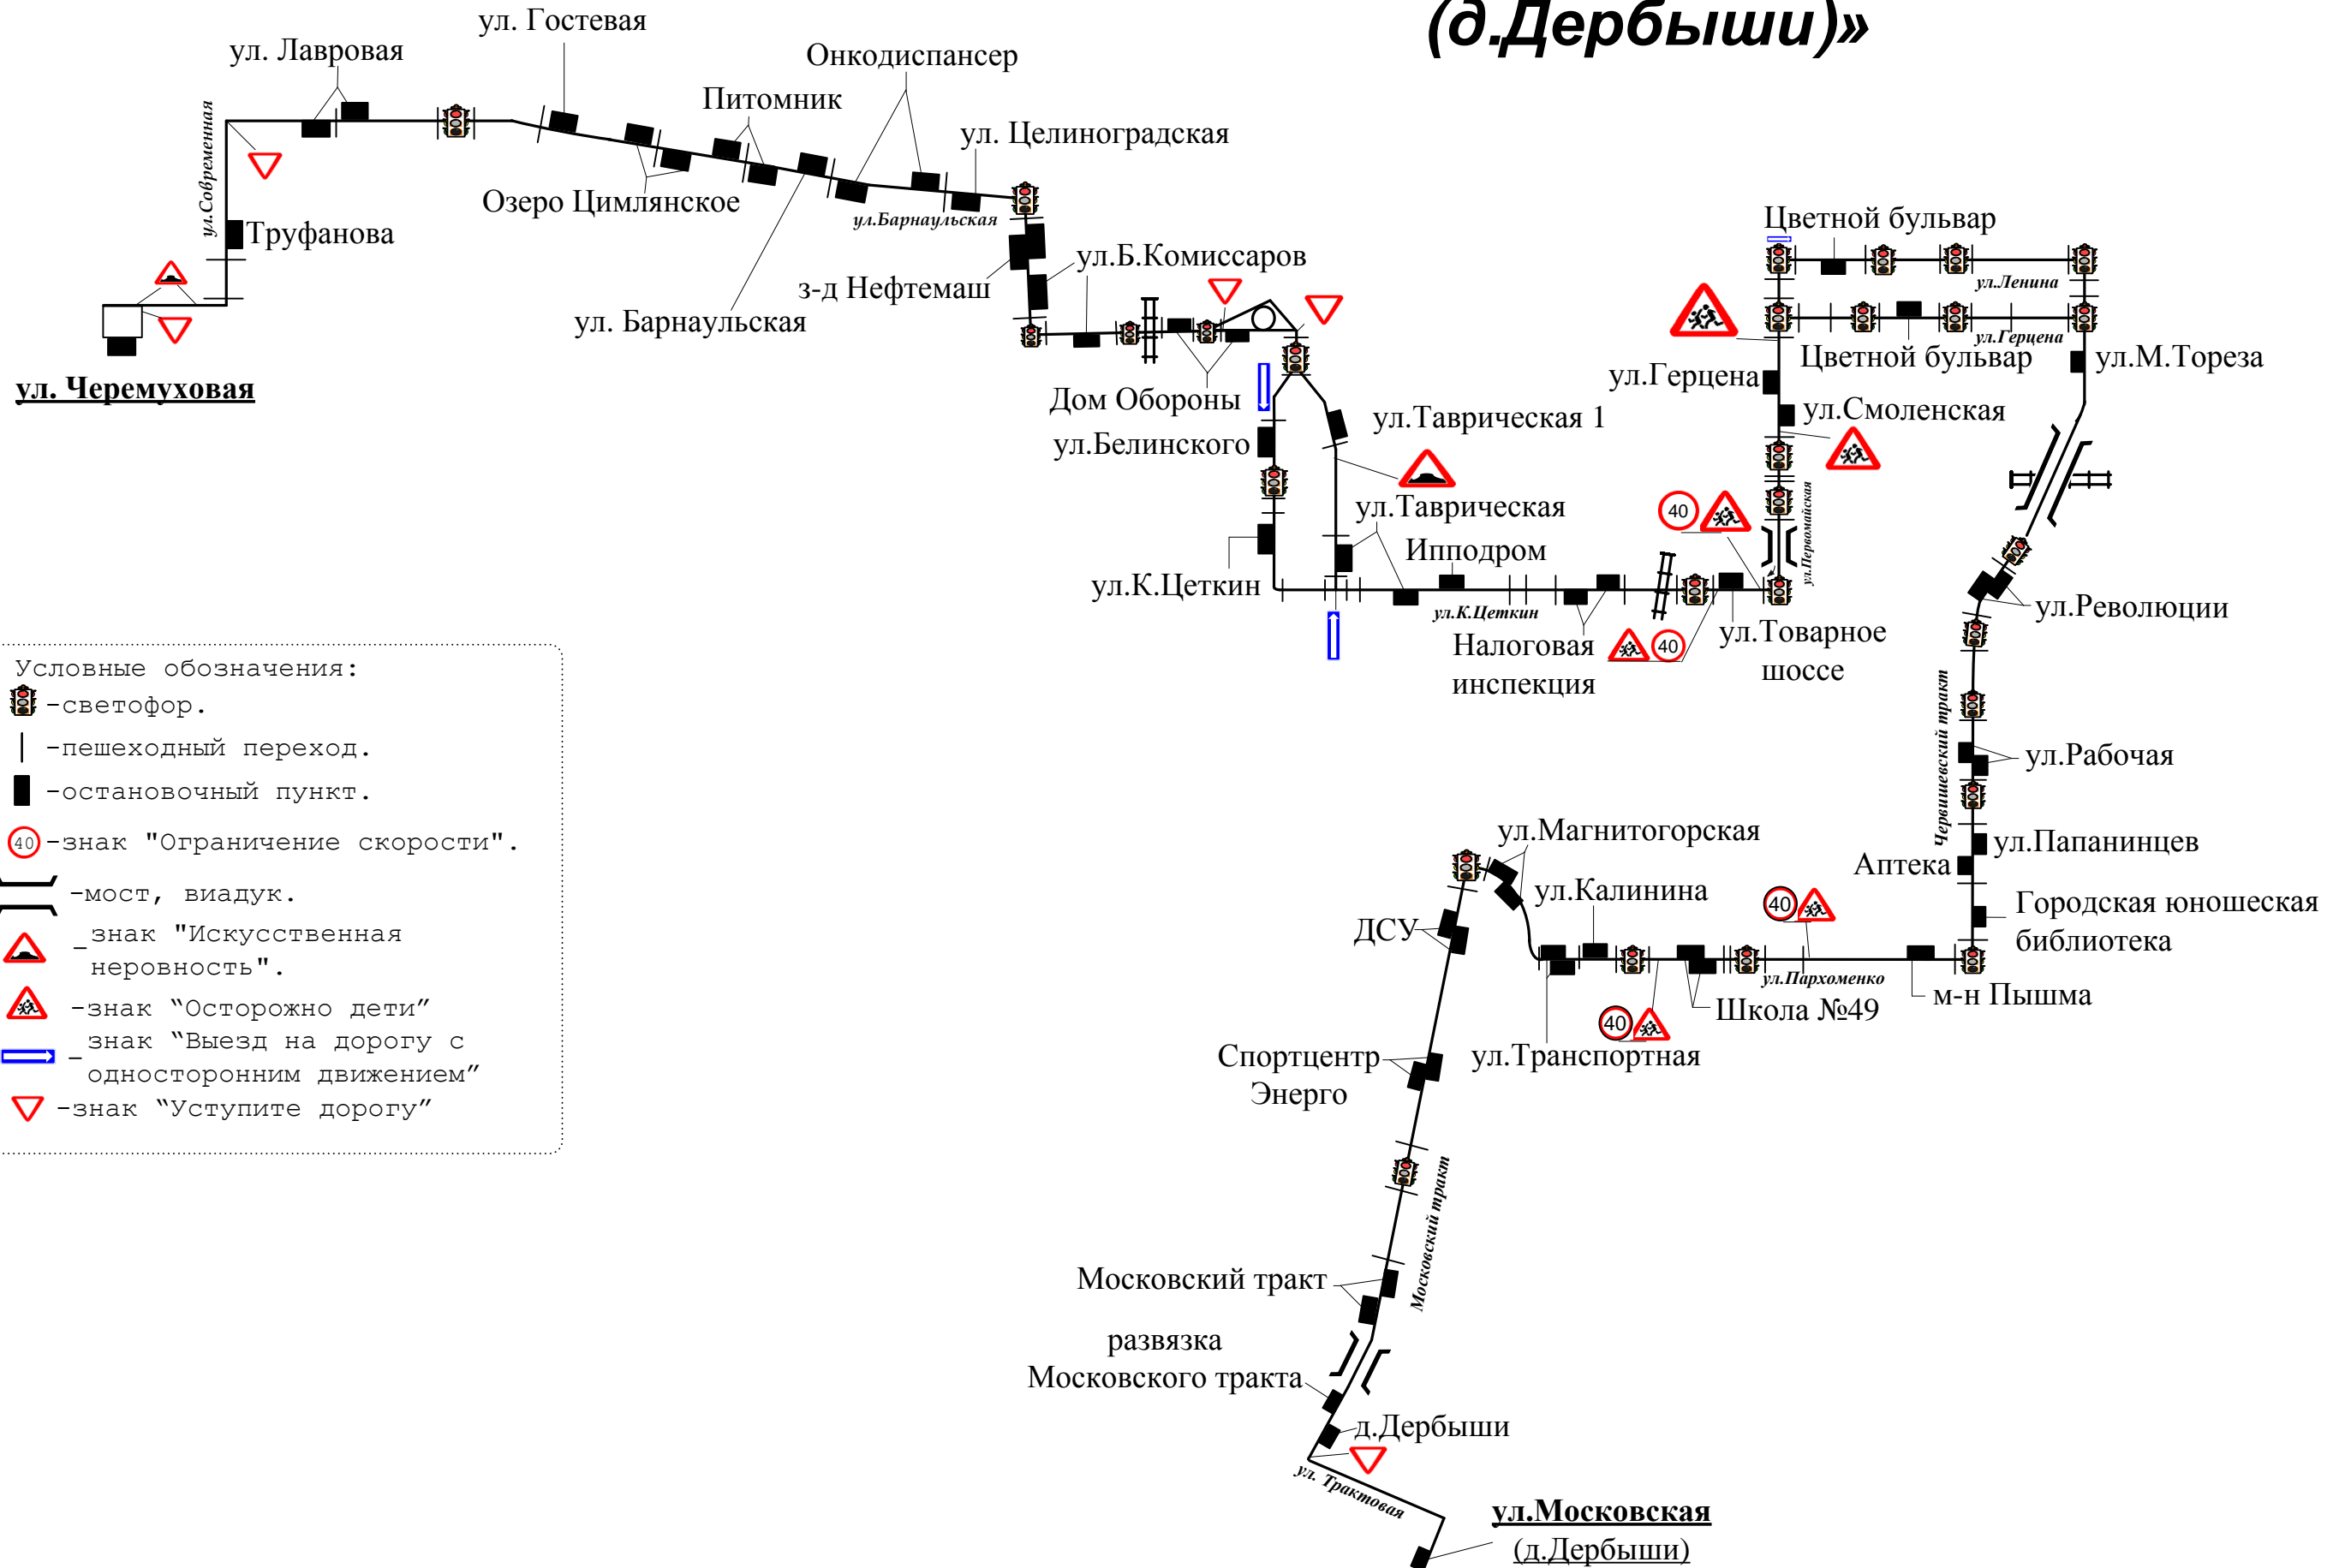 (д.Дербыши)»
ул. Гостевая
ул. Лавровая
Онкодиспансер
Питомник
ул. Целиноградская
ул.Современная
Труфанова
Озеро Цимлянское
ул.Барнаульская
ул. Барнаульская
з-д Нефтемаш
ул.Б.Комиссаров
ул. Черемуховая
Дом Обороны
ул.Белинского
ул.Таврическая 1
ул.Таврическая
ул.К.Цеткин
Ипподром
ул.К.Цеткин
Налоговая
инспекция
40
40
ул.Товарное
шоссе
ул.Первомайская
ул.Герцена
ул.Смоленская
Цветной бульвар
ул.Ленина
ул.Герцена
Цветной бульвар
ул.М.Тореза
ул.Революции
Червишевский тракт
ул.Рабочая
ул.Папанинцев
Аптека
Городская юношеская
библиотека
м-н Пышма
ул.Пархоменко
40
40
Школа №49
ул.Калинина
ул.Транспортная
ул.Магнитогорская
ДСУ
Спортцентр
Энерго
Московский тракт
Московский тракт
развязка
Московского тракта
д.Дербыши
ул. Трактовая
ул.Московская
(д.Дербыши)
Условные обозначения:
-светофор.
-пешеходный переход.
-остановочный пункт.
40 -знак "Ограничение скорости".
-мост, виадук.
- знак "Искусственная
неровность".
-знак “Осторожно дети”
- знак “Выезд на дорогу с
односторонним движением”
-знак “Уступите дорогу”